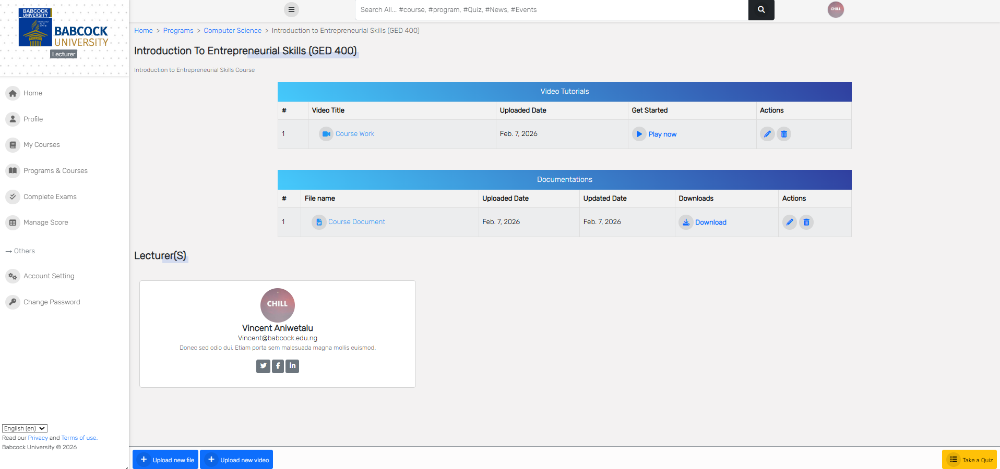 BABCOCK
UNIVERSITY
BABCOCK
UNIVERSITY
Lecturer
Home
Profile
My Courses
Programs & Courses
Complete Exams
Manage Score
→ Others
Account Setting
Change Password
English (en)
Read our Privacy and Terms of use.
Babcock University © 2026
Search All... #course, #program, #Quiz, #News, #Events
CHILL
Home > Programs > Computer Science > Introduction to Entrepreneurial Skills (GED 400)
Introduction To Entrepreneurial Skills (GED 400)
Introduction to Entrepreneurial Skills Course
Video Tutorials
# Video Title Uploaded Date Get Started Actions
1 Course Work Feb. 7, 2026 Play now
Documentations
# File name Uploaded Date Updated Date Downloads Actions
1 Course Document Feb. 7, 2026 Feb. 7, 2026 Download
Lecturer(S)
CHILL
Vincent Aniwetalu
Vincent@babcock.edu.ng
Donec sed odio dui. Etiam porta sem malesuada magna mollis euismod.
Upload new file Upload new video Take a Quiz